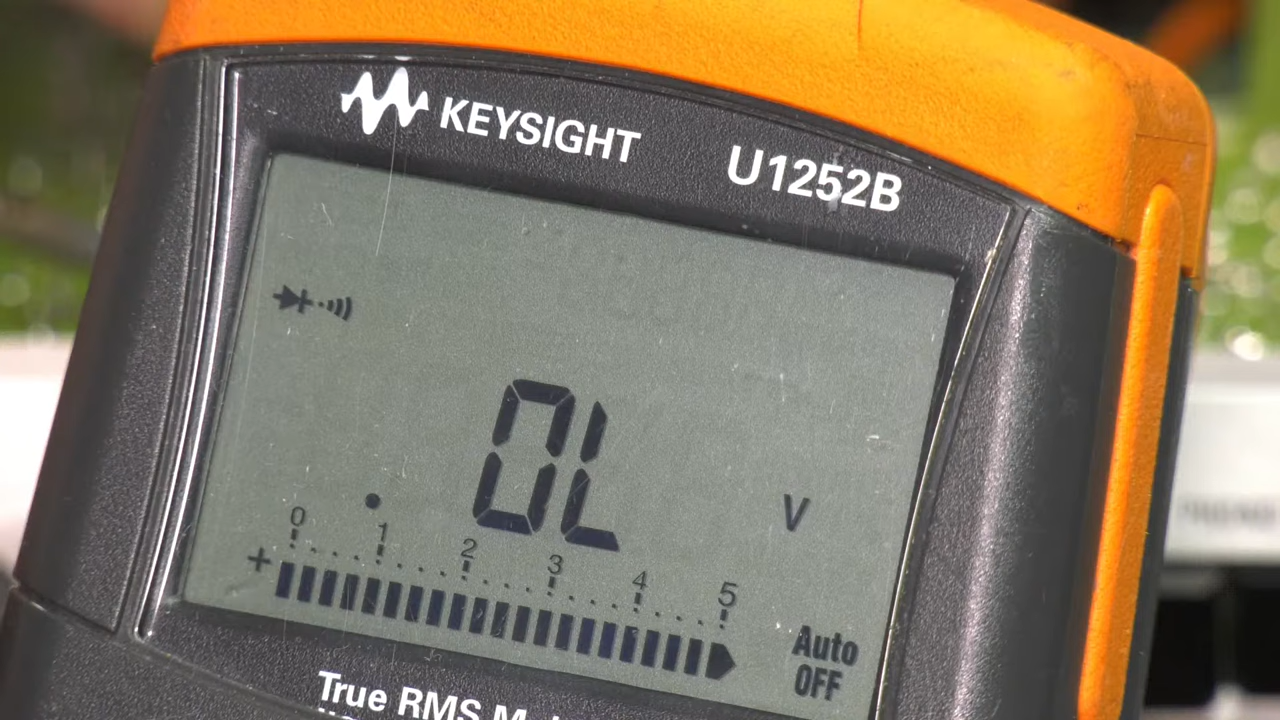 KEYSIGHT
U1252B
.0L
V
0 1 2 3 4 5
+
Auto
OFF
True RMS